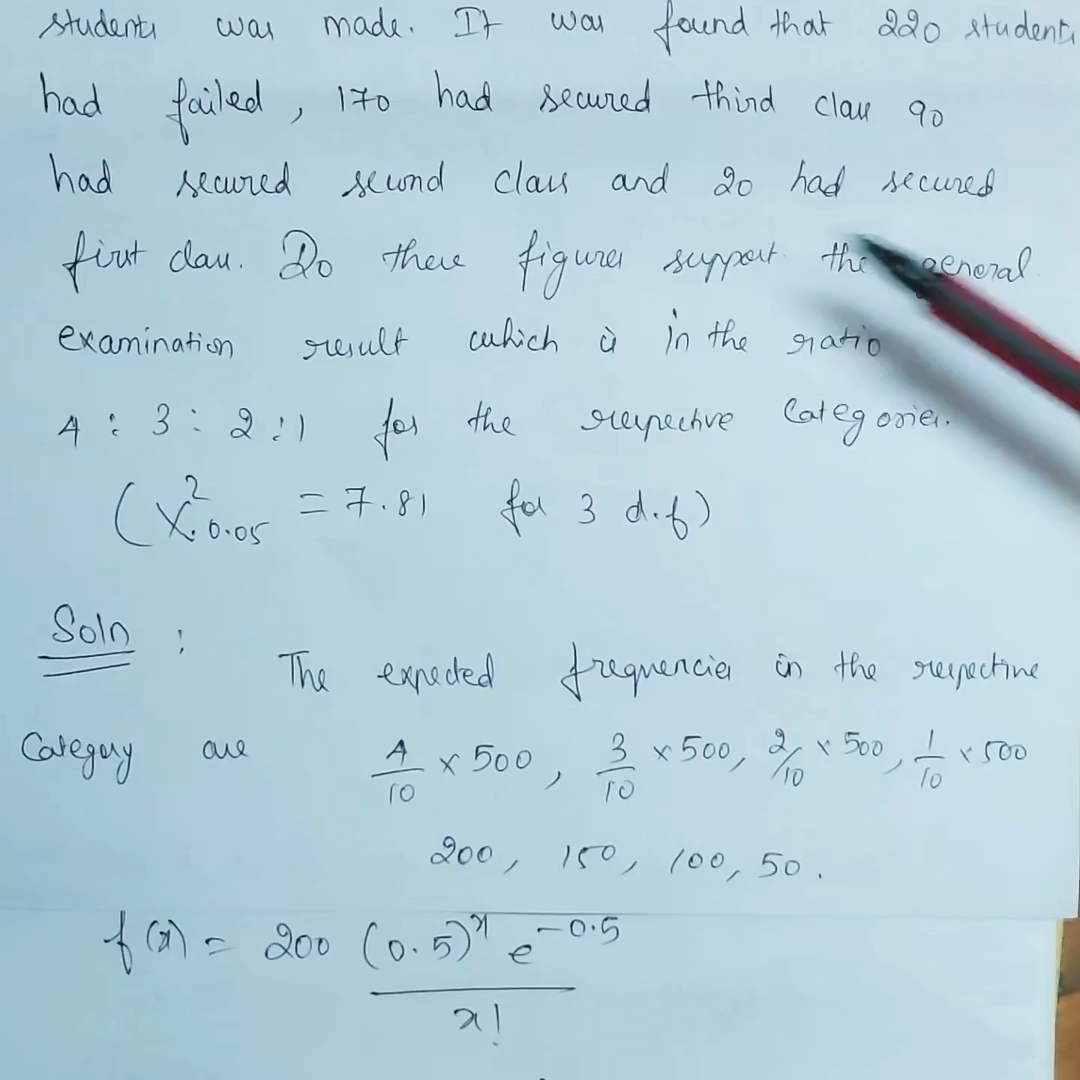 students was made. It was found that 220 students
had failed, 170 had secured third class 90
had secured second class and 20 had secured
first class. Do these figures support the general
examination result which is in the ratio
4 : 3 : 2 : 1 for the respective categories.
(χ²0.05 = 7.81 for 3 d.f)
Soln :
The expected frequencies in the respective
Category are 4/10 × 500, 3/10 × 500, 2/10 × 500, 1/10 × 500
200, 150, 100, 50.
f(x) = 200 (0.5)^x e^-0.5 / x!